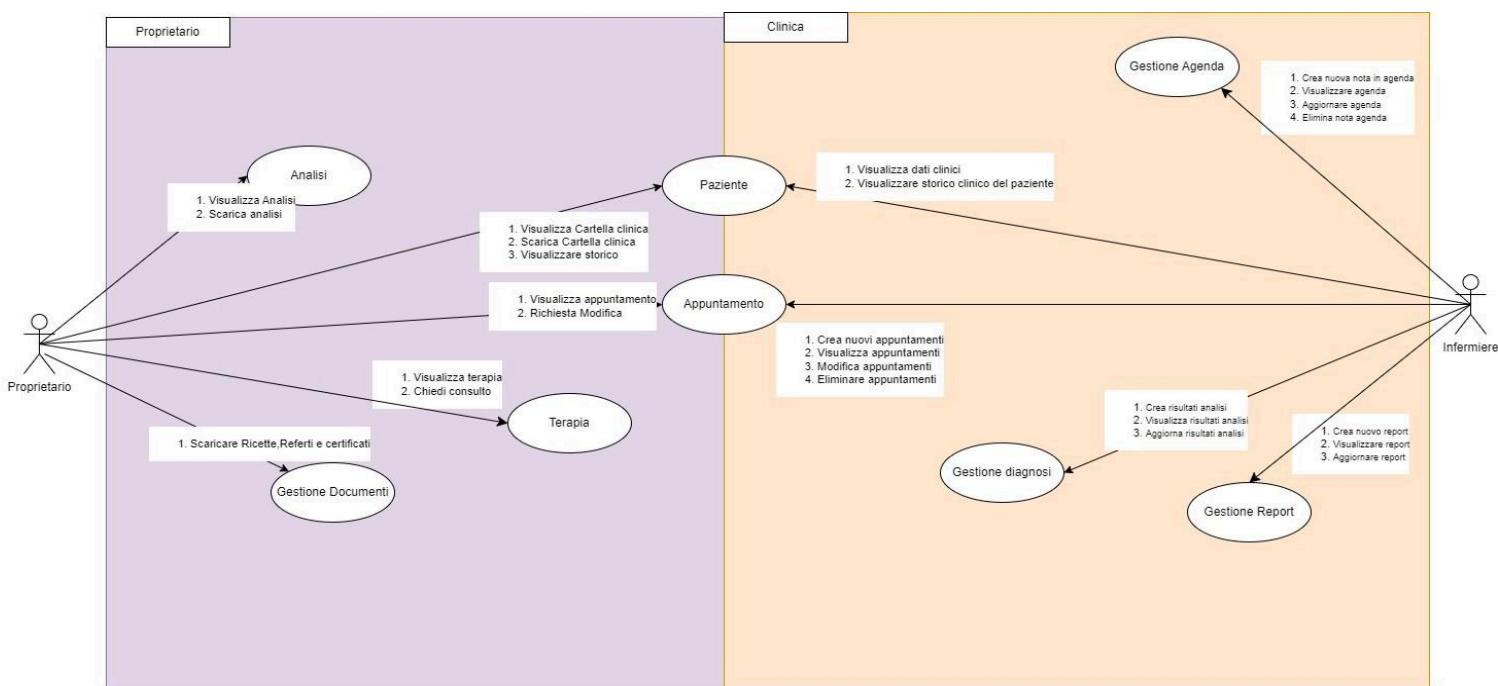 Proprietario
Clinica
Gestione Agenda
1. Crea nuova nota in agenda
2. Visualizzare agenda
3. Aggiornare agenda
4. Elimina nota agenda
Analisi
1. Visualizza Analisi
2. Scarica analisi
Paziente
1. Visualizza dati clinici
2. Visualizzare storico clinico del paziente
1. Visualizza Cartella clinica
2. Scarica Cartella clinica
3. Visualizzare storico
Appuntamento
1. Visualizza appuntamento
2. Richiesta Modifica
Proprietario
Infermiere
1. Crea nuovi appuntamenti
2. Visualizza appuntamenti
3. Modifica appuntamenti
4. Eliminare appuntamenti
1. Visualizza terapia
2. Chiedi consulto
Terapia
1. Crea risultati analisi
2. Visualizza risultati analisi
3. Aggiorna risultati analisi
1. Crea nuovo report
2. Visualizzare report
3. Aggiornare report
1. Scaricare Ricette,Referti e certificati
Gestione Documenti
Gestione diagnosi
Gestione Report